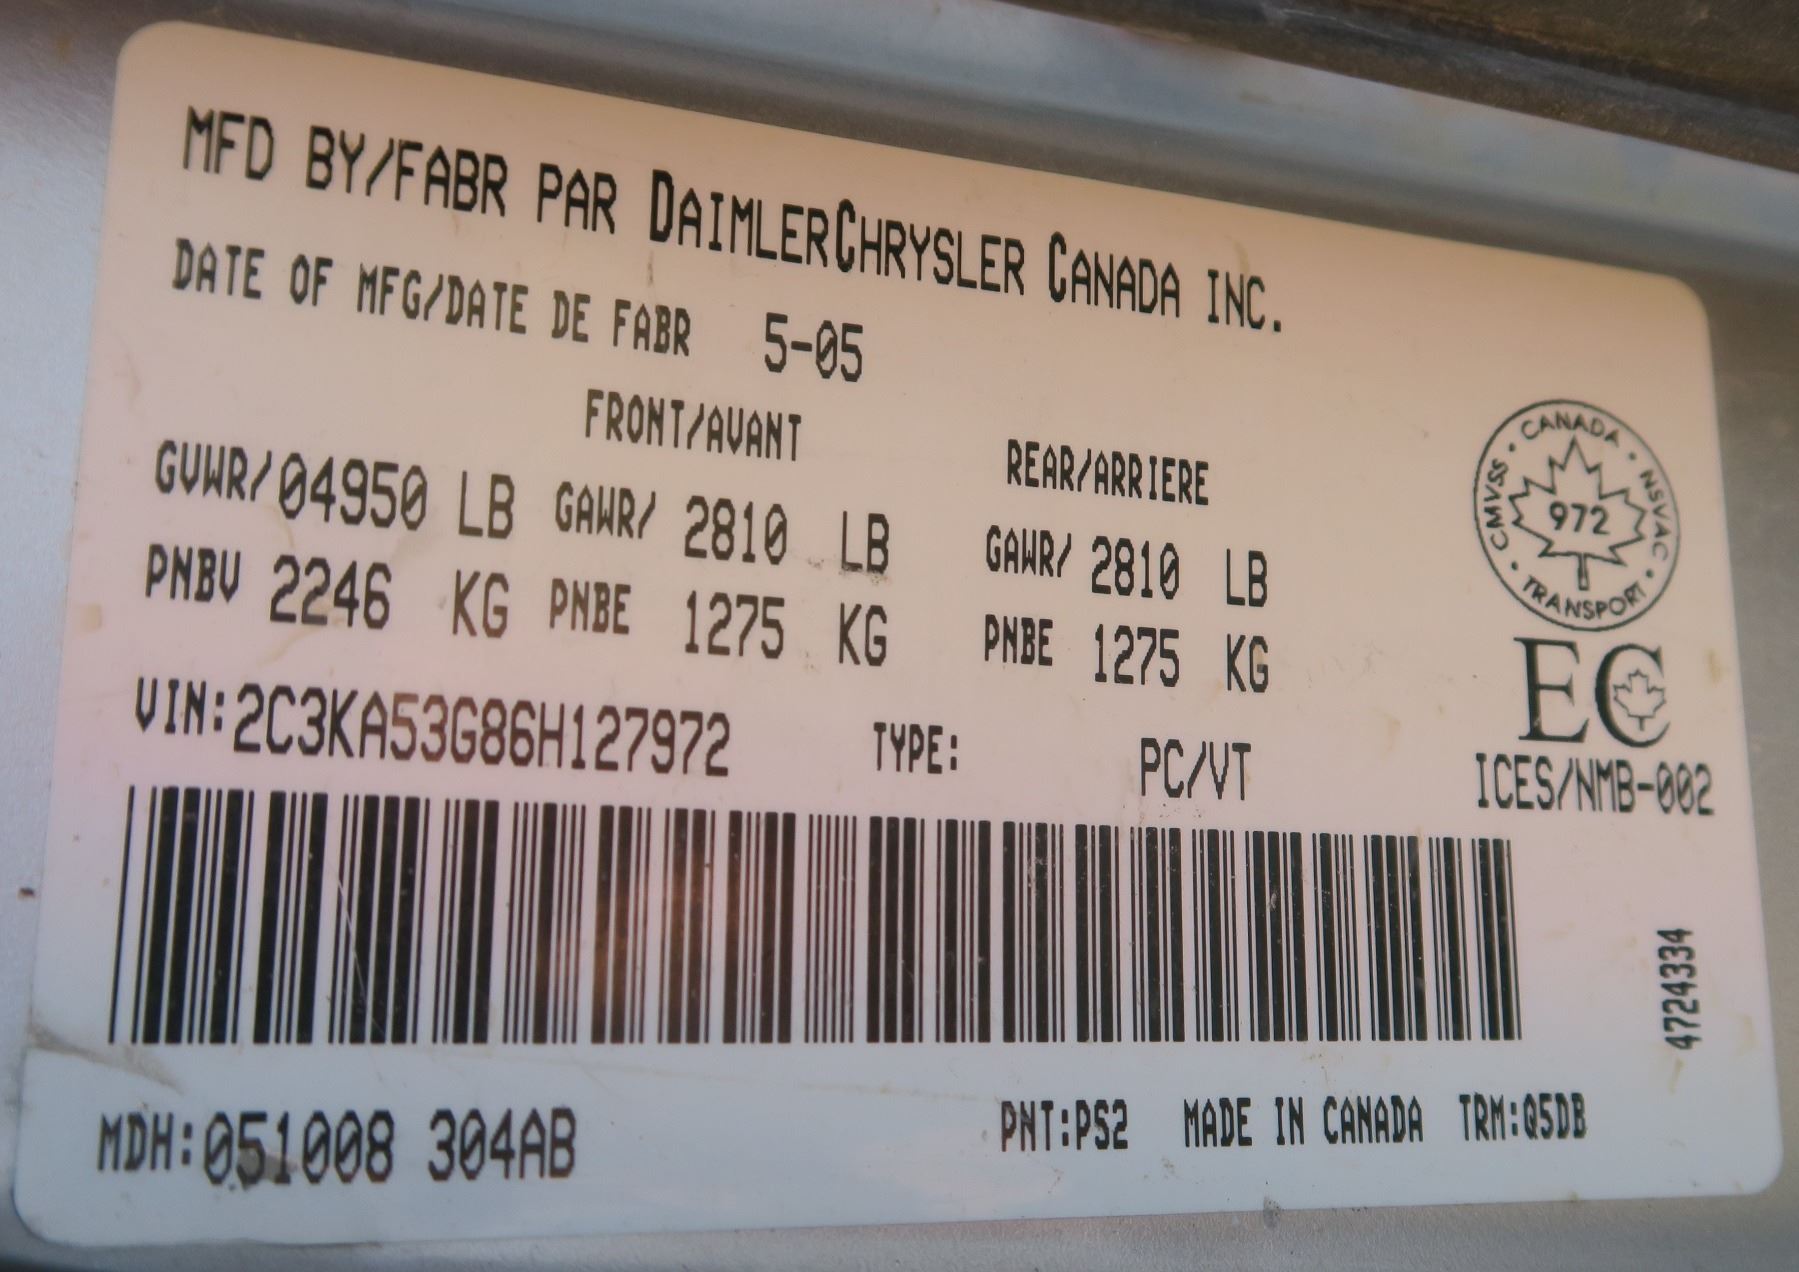 MFD BY/FABR PAR DAIMLERCHRYSLER CANADA INC.
DATE OF MFG/DATE DE FABR 5-05
FRONT/AVANT REAR/ARRIERE
GVWR/04950 LB GAWR/ 2810 LB GAWR/ 2810 LB
PNBV 2246 KG PNBE 1275 KG PNBE 1275 KG
VIN:2C3KA53G86H127972 TYPE: PC/VT
CANADA · NSVAC · TRANSPORT · CMVSS ·
972
EC
ICES/NMB-002
4724334
MDH:051008 304AB PNT:PS2 MADE IN CANADA TRM:Q5DB